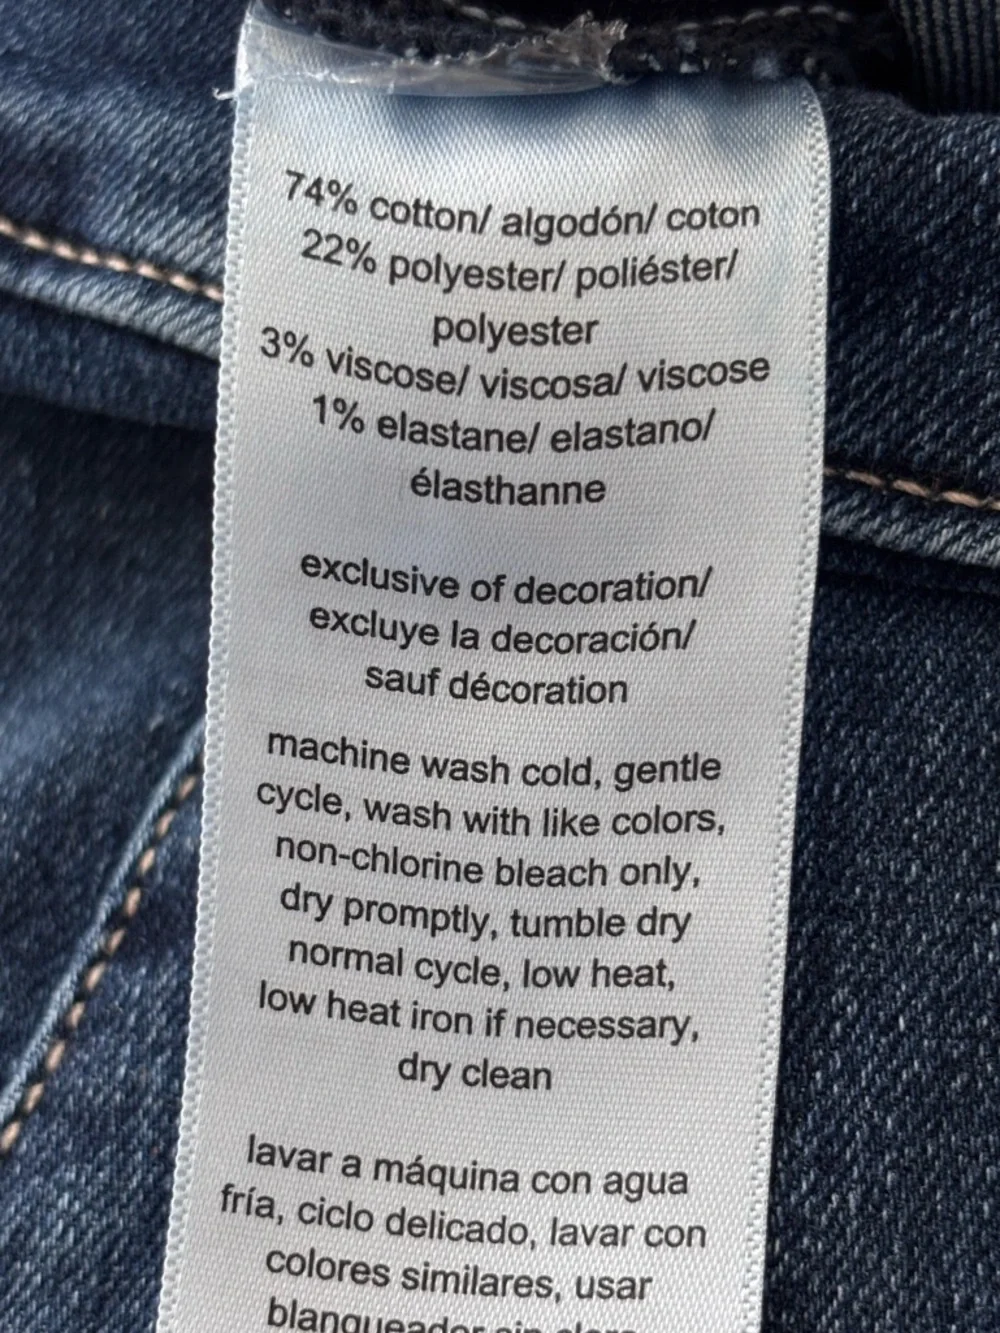 74% cotton/ algodón/ coton
22% polyester/ poliéster/
polyester
3% viscose/ viscosa/ viscose
1% elastane/ elastano/
élasthanne
exclusive of decoration/
excluye la decoración/
sauf décoration
machine wash cold, gentle
cycle, wash with like colors,
non-chlorine bleach only,
dry promptly, tumble dry
normal cycle, low heat,
low heat iron if necessary,
dry clean
lavar a máquina con agua
fría, ciclo delicado, lavar con
colores similares, usar
blanqueador sin